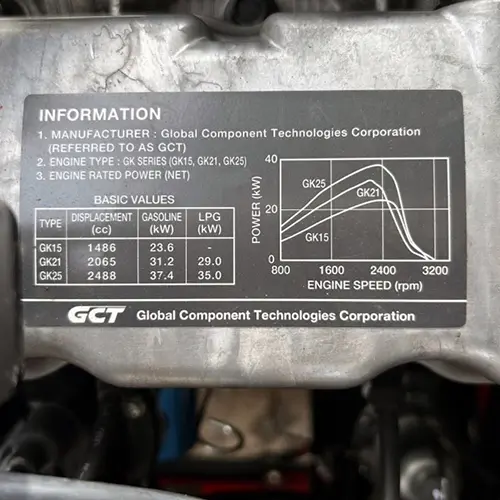 INFORMATION
1. MANUFACTURER : Global Component Technologies Corporation
(REFERRED TO AS GCT)
2. ENGINE TYPE : GK SERIES (GK15, GK21, GK25)
3. ENGINE RATED POWER (NET)
BASIC VALUES
TYPE DISPLACEMENT (cc) GASOLINE (kW) LPG (kW)
GK15 1486 23.6 -
GK21 2065 31.2 29.0
GK25 2488 37.4 35.0
POWER (kW)
40
20
0
GK25
GK21
GK15
800 1600 2400 3200
ENGINE SPEED (rpm)
GCT Global Component Technologies Corporation